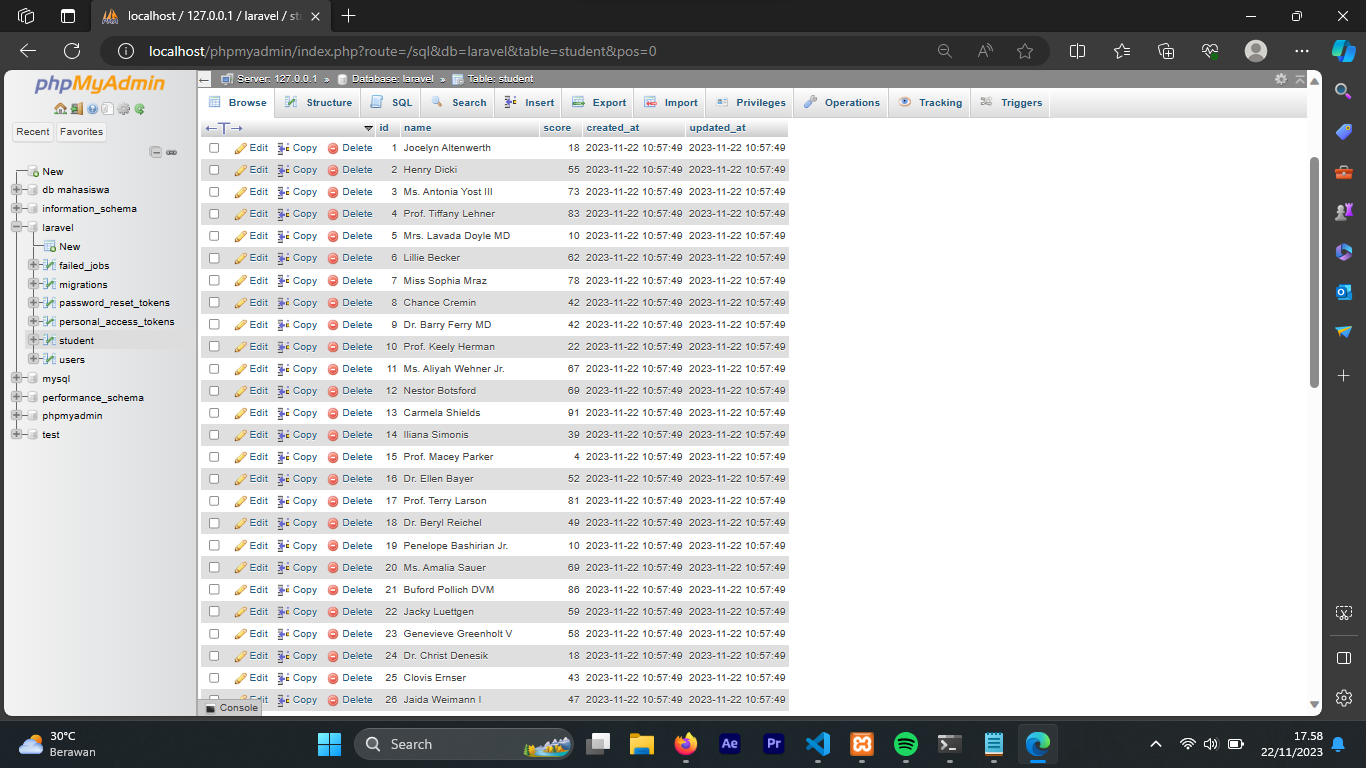 localhost / 127.0.0.1 / laravel / st
localhost/phpmyadmin/index.php?route=/sql&db=laravel&table=student&pos=0
phpMyAdmin
Recent Favorites
New
db mahasiswa
information_schema
laravel
New
failed_jobs
migrations
password_reset_tokens
personal_access_tokens
student
users
mysql
performance_schema
phpmyadmin
test
Server: 127.0.0.1 » Database: laravel » Table: student
Browse Structure SQL Search Insert Export Import Privileges Operations Tracking Triggers
id name score created_at updated_at
Edit Copy Delete 1 Jocelyn Altenwerth 18 2023-11-22 10:57:49 2023-11-22 10:57:49
Edit Copy Delete 2 Henry Dicki 55 2023-11-22 10:57:49 2023-11-22 10:57:49
Edit Copy Delete 3 Ms. Antonia Yost III 73 2023-11-22 10:57:49 2023-11-22 10:57:49
Edit Copy Delete 4 Prof. Tiffany Lehner 83 2023-11-22 10:57:49 2023-11-22 10:57:49
Edit Copy Delete 5 Mrs. Lavada Doyle MD 10 2023-11-22 10:57:49 2023-11-22 10:57:49
Edit Copy Delete 6 Lillie Becker 62 2023-11-22 10:57:49 2023-11-22 10:57:49
Edit Copy Delete 7 Miss Sophia Mraz 78 2023-11-22 10:57:49 2023-11-22 10:57:49
Edit Copy Delete 8 Chance Cremin 42 2023-11-22 10:57:49 2023-11-22 10:57:49
Edit Copy Delete 9 Dr. Barry Ferry MD 42 2023-11-22 10:57:49 2023-11-22 10:57:49
Edit Copy Delete 10 Prof. Keely Herman 22 2023-11-22 10:57:49 2023-11-22 10:57:49
Edit Copy Delete 11 Ms. Aliyah Wehner Jr. 67 2023-11-22 10:57:49 2023-11-22 10:57:49
Edit Copy Delete 12 Nestor Botsford 69 2023-11-22 10:57:49 2023-11-22 10:57:49
Edit Copy Delete 13 Carmela Shields 91 2023-11-22 10:57:49 2023-11-22 10:57:49
Edit Copy Delete 14 Iliana Simonis 39 2023-11-22 10:57:49 2023-11-22 10:57:49
Edit Copy Delete 15 Prof. Macey Parker 4 2023-11-22 10:57:49 2023-11-22 10:57:49
Edit Copy Delete 16 Dr. Ellen Bayer 52 2023-11-22 10:57:49 2023-11-22 10:57:49
Edit Copy Delete 17 Prof. Terry Larson 81 2023-11-22 10:57:49 2023-11-22 10:57:49
Edit Copy Delete 18 Dr. Beryl Reichel 49 2023-11-22 10:57:49 2023-11-22 10:57:49
Edit Copy Delete 19 Penelope Bashirian Jr. 10 2023-11-22 10:57:49 2023-11-22 10:57:49
Edit Copy Delete 20 Ms. Amalia Sauer 69 2023-11-22 10:57:49 2023-11-22 10:57:49
Edit Copy Delete 21 Buford Pollich DVM 86 2023-11-22 10:57:49 2023-11-22 10:57:49
Edit Copy Delete 22 Jacky Luettgen 59 2023-11-22 10:57:49 2023-11-22 10:57:49
Edit Copy Delete 23 Genevieve Greenholt V 58 2023-11-22 10:57:49 2023-11-22 10:57:49
Edit Copy Delete 24 Dr. Christ Denesik 18 2023-11-22 10:57:49 2023-11-22 10:57:49
Edit Copy Delete 25 Clovis Ernser 43 2023-11-22 10:57:49 2023-11-22 10:57:49
Edit Copy Delete 26 Jaida Weimann I 47 2023-11-22 10:57:49 2023-11-22 10:57:49
Console
30°C
Berawan
Search
Ae
Pr
17.58
22/11/2023